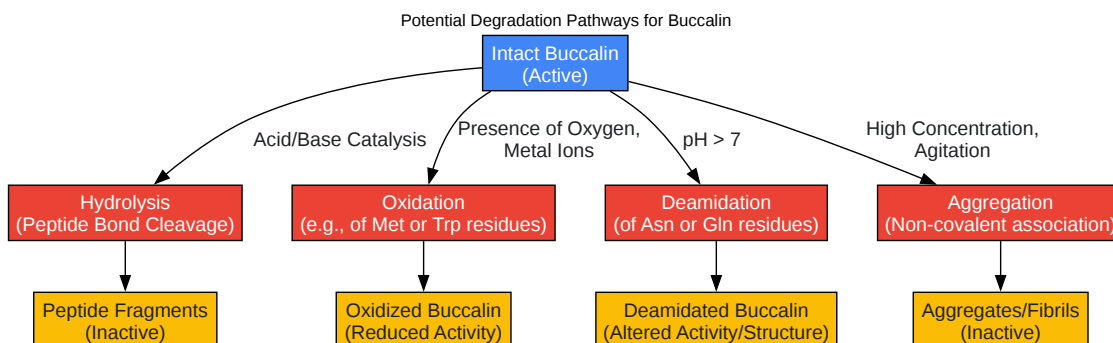 Potential Degradation Pathways for Buccalin
Intact Buccalin
(Active)
Acid/Base Catalysis
Presence of Oxygen,
Metal Ions
pH > 7
High Concentration,
Agitation
Hydrolysis
(Peptide Bond Cleavage)
Oxidation
(e.g., of Met or Trp residues)
Deamidation
(of Asn or Gln residues)
Aggregation
(Non-covalent association)
Peptide Fragments
(Inactive)
Oxidized Buccalin
(Reduced Activity)
Deamidated Buccalin
(Altered Activity/Structure)
Aggregates/Fibrils
(Inactive)